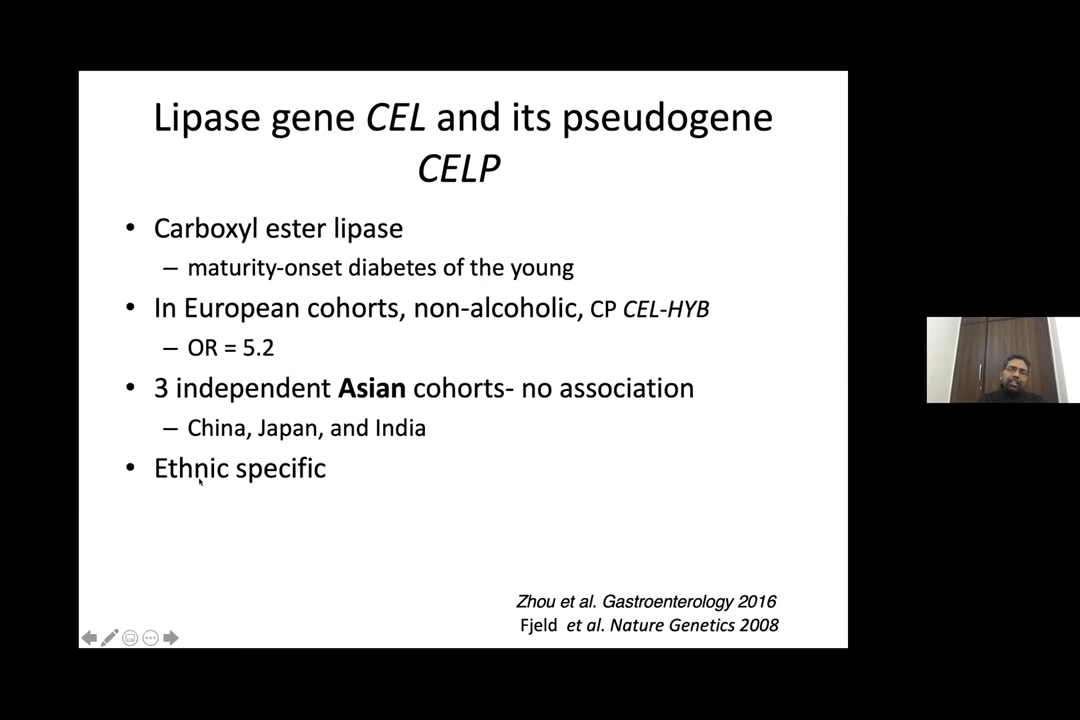 Lipase gene CEL and its pseudogene
CELP
• Carboxyl ester lipase
– maturity-onset diabetes of the young
• In European cohorts, non-alcoholic, CP CEL-HYB
– OR = 5.2
• 3 independent Asian cohorts- no association
– China, Japan, and India
• Ethnic specific
Zhou et al. Gastroenterology 2016
Fjeld et al. Nature Genetics 2008